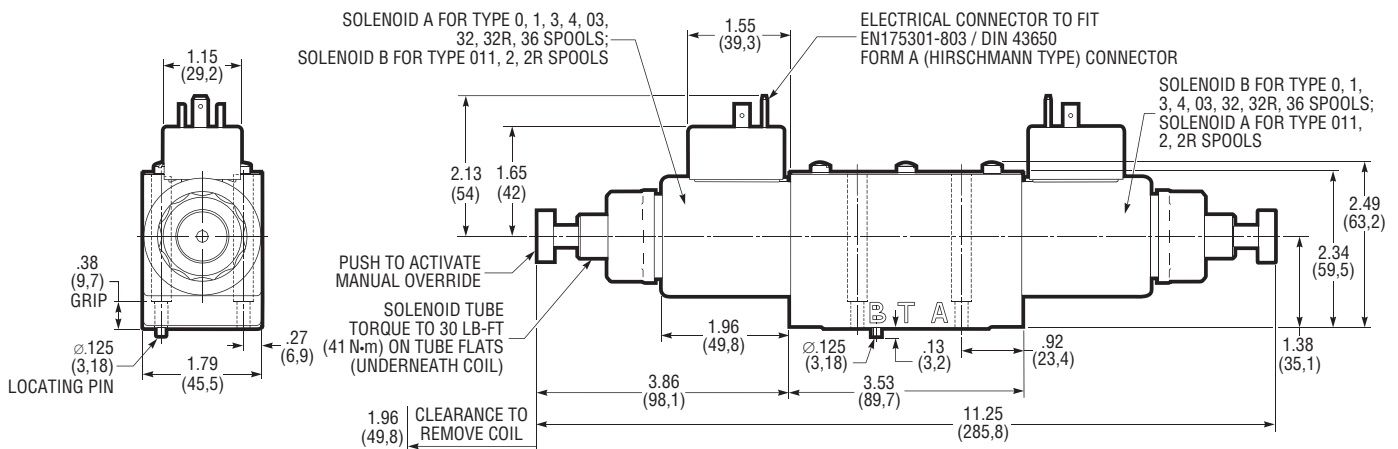 SOLENOID A FOR TYPE 0, 1, 3, 4, 03,
32, 32R, 36 SPOOLS;
SOLENOID B FOR TYPE 011, 2, 2R SPOOLS
1.55
(39,3)
ELECTRICAL CONNECTOR TO FIT
EN175301-803 / DIN 43650
FORM A (HIRSCHMANN TYPE) CONNECTOR
SOLENOID B FOR TYPE 0, 1,
3, 4, 03, 32, 32R, 36 SPOOLS;
SOLENOID A FOR TYPE 011,
2, 2R SPOOLS
1.15
(29,2)
2.13
(54)
1.65
(42)
2.49
(63,2)
2.34
(59,5)
1.38
(35,1)
PUSH TO ACTIVATE
MANUAL OVERRIDE
SOLENOID TUBE
TORQUE TO 30 LB-FT
(41 N•m) ON TUBE FLATS
(UNDERNEATH COIL)
.38
(9,7)
GRIP
Ø.125
(3,18)
LOCATING PIN
1.79
(45,5)
.27
(6,9)
B T A
1.96
(49,8)
Ø.125
(3,18)
.13
(3,2)
.92
(23,4)
3.86
(98,1)
3.53
(89,7)
1.96
(49,8)
CLEARANCE TO
REMOVE COIL
11.25
(285,8)